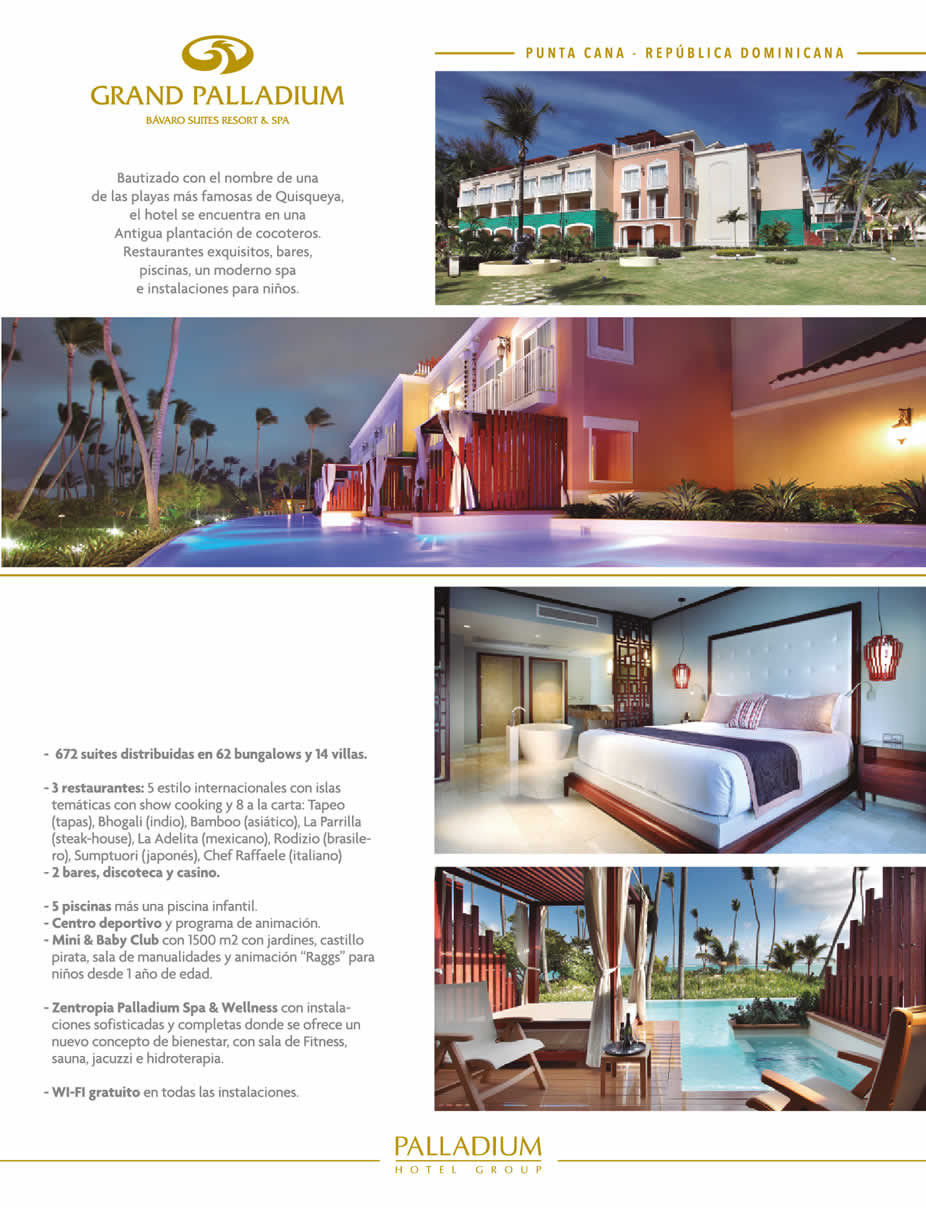 GRAND PALLADIUM
BÁVARO SUITES RESORT & SPA
PUNTA CANA - REPÚBLICA DOMINICANA
Bautizado con el nombre de una
de las playas más famosas de Quisqueya,
el hotel se encuentra en una
Antigua plantación de cocoteros.
Restaurantes exquisitos, bares,
piscinas, un moderno spa
e instalaciones para niños.
- 672 suites distribuidas en 62 bungalows y 14 villas.
- 3 restaurantes: 5 estilo internacionales con islas
temáticas con show cooking y 8 a la carta: Tapeo
(tapas), Bhogali (indio), Bamboo (asiático), La Parrilla
(steak-house), La Adelita (mexicano), Rodizio (brasile-
ro), Sumptuori (japonés), Chef Raffaele (italiano)
- 2 bares, discoteca y casino.
- 5 piscinas más una piscina infantil.
- Centro deportivo y programa de animación.
- Mini & Baby Club con 1500 m2 con jardines, castillo
pirata, sala de manualidades y animación “Raggs” para
niños desde 1 año de edad.
- Zentropia Palladium Spa & Wellness con instala-
ciones sofisticadas y completas donde se ofrece un
nuevo concepto de bienestar, con sala de Fitness,
sauna, jacuzzi e hidroterapia.
- WI-FI gratuito en todas las instalaciones.
PALLADIUM
HOTEL GROUP